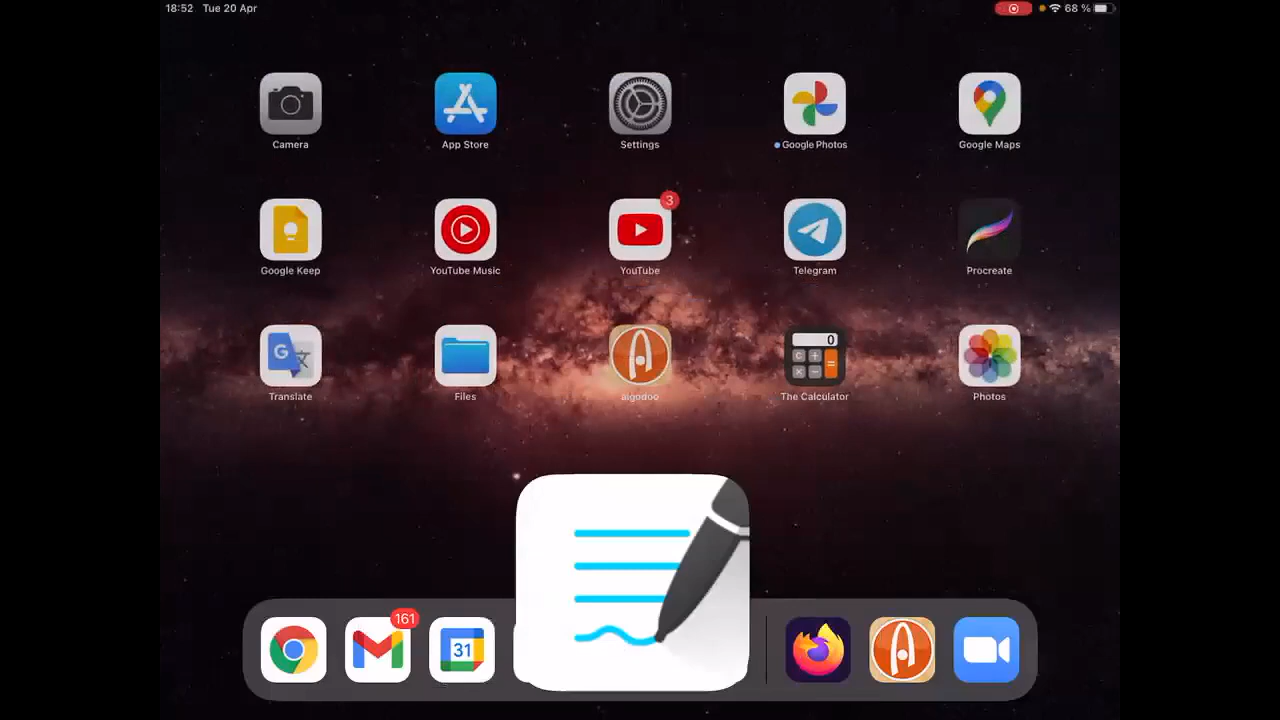 18:52 Tue 20 Apr 68 %
Camera App Store Settings Google Photos Google Maps
3
Google Keep YouTube Music YouTube Telegram Procreate
G 文 0
C + × − =
Translate Files algodoo The Calculator Photos
161
31